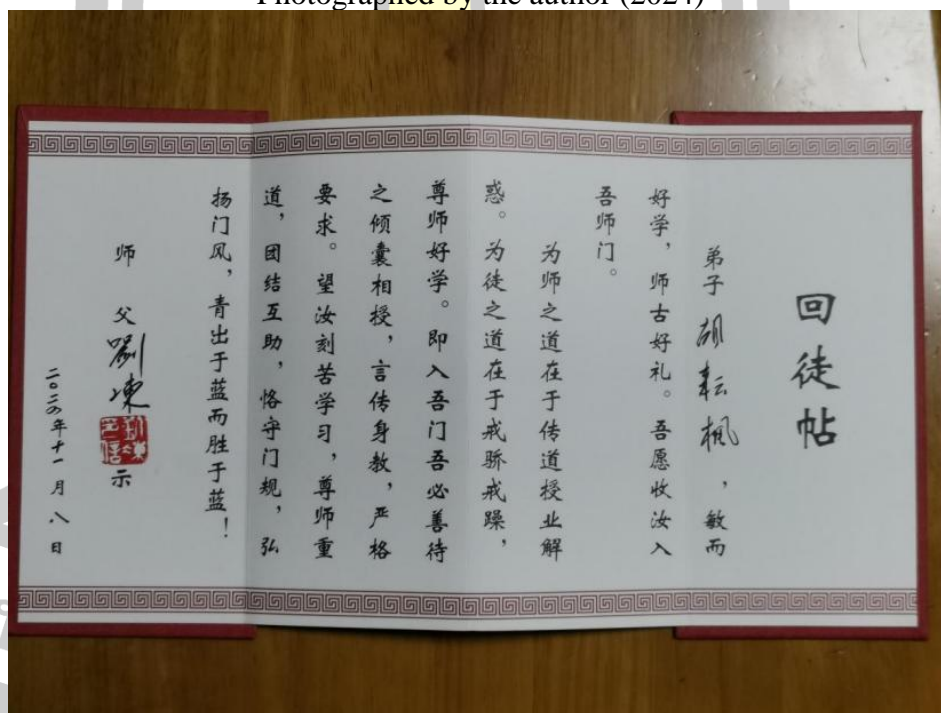 Photographed by the author (2024)
回徒帖
弟子胡耘枫，敏而
好学，师古好礼。吾愿收汝入
吾师门。
为师之道在于传道授业解
惑。为徒之道在于戒骄戒躁，
尊师好学。即入吾门吾必善待
之倾囊相授，言传身教，严格
要求。望汝刻苦学习，尊师重
道，团结互助，恪守门规，弘
扬门风，青出于蓝而胜于蓝！
师父劉
示
二〇二四年十一月八日